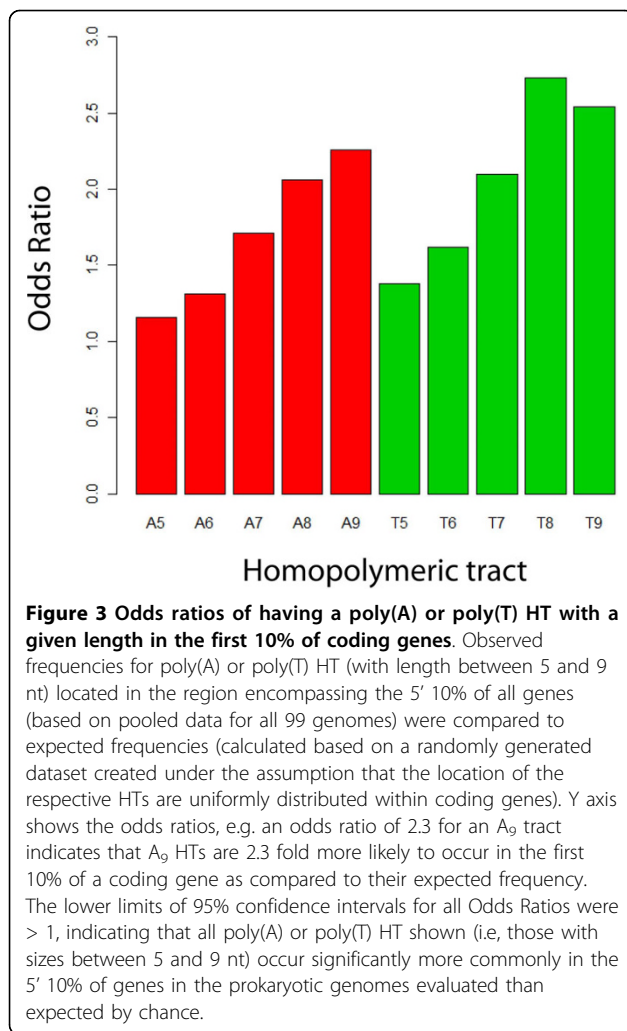 3.0
2.5
2.0
1.5
1.0
0.5
0.0
Odds Ratio
A5 A6 A7 A8 A9 T5 T6 T7 T8 T9
Homopolymeric tract
Figure 3 Odds ratios of having a poly(A) or poly(T) HT with a
given length in the first 10% of coding genes. Observed
frequencies for poly(A) or poly(T) HT (with length between 5 and 9
nt) located in the region encompassing the 5' 10% of all genes
(based on pooled data for all 99 genomes) were compared to
expected frequencies (calculated based on a randomly generated
dataset created under the assumption that the location of the
respective HTs are uniformly distributed within coding genes). Y axis
shows the odds ratios, e.g. an odds ratio of 2.3 for an A₉ tract
indicates that A₉ HTs are 2.3 fold more likely to occur in the first
10% of a coding gene as compared to their expected frequency.
The lower limits of 95% confidence intervals for all Odds Ratios were
> 1, indicating that all poly(A) or poly(T) HT shown (i.e, those with
sizes between 5 and 9 nt) occur significantly more commonly in the
5' 10% of genes in the prokaryotic genomes evaluated than
expected by chance.